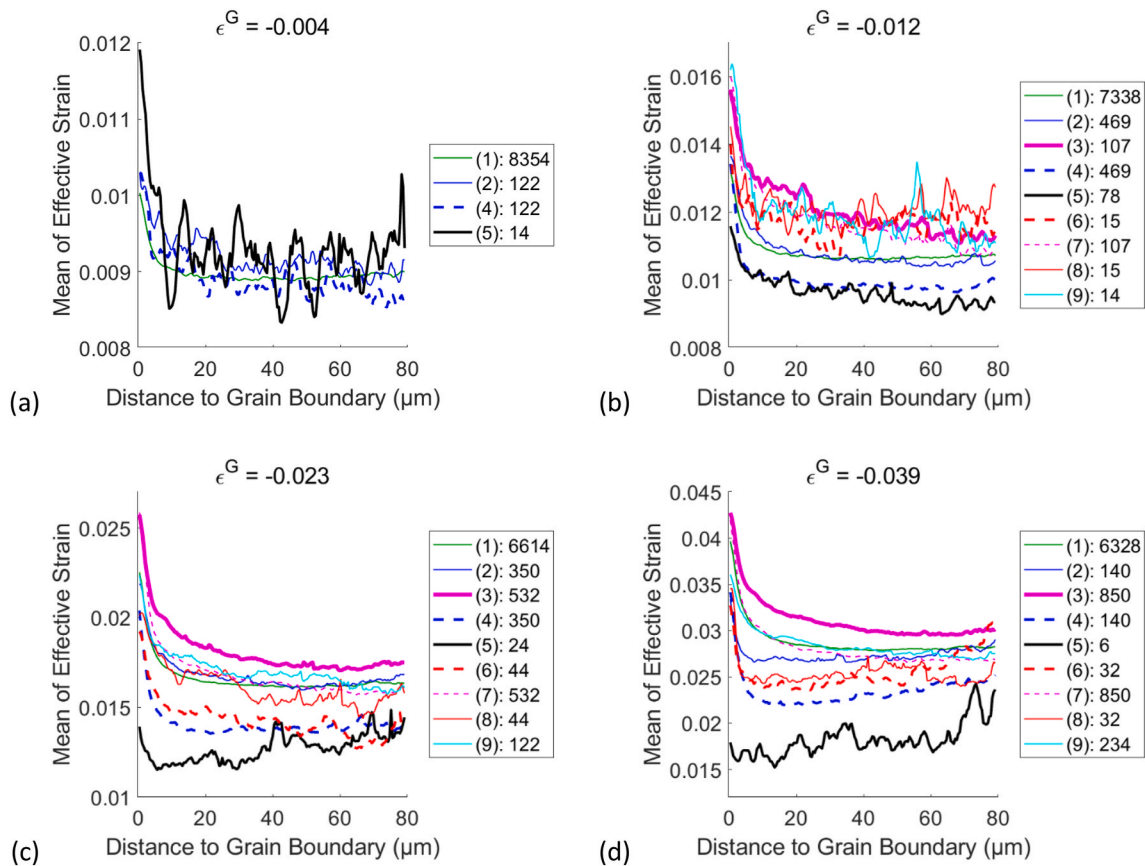 ϵ^G = -0.004
Mean of Effective Strain
0.012
0.011
0.01
0.009
0.008
0 20 40 60 80
Distance to Grain Boundary (μm)
(1): 8354
(2): 122
(4): 122
(5): 14
(a)
ϵ^G = -0.012
Mean of Effective Strain
0.016
0.014
0.012
0.01
0.008
0 20 40 60 80
Distance to Grain Boundary (μm)
(1): 7338
(2): 469
(3): 107
(4): 469
(5): 78
(6): 15
(7): 107
(8): 15
(9): 14
(b)
ϵ^G = -0.023
Mean of Effective Strain
0.025
0.02
0.015
0.01
0 20 40 60 80
Distance to Grain Boundary (μm)
(1): 6614
(2): 350
(3): 532
(4): 350
(5): 24
(6): 44
(7): 532
(8): 44
(9): 122
(c)
ϵ^G = -0.039
Mean of Effective Strain
0.045
0.04
0.035
0.03
0.025
0.02
0.015
0 20 40 60 80
Distance to Grain Boundary (μm)
(1): 6328
(2): 140
(3): 850
(4): 140
(5): 6
(6): 32
(7): 850
(8): 32
(9): 234
(d)